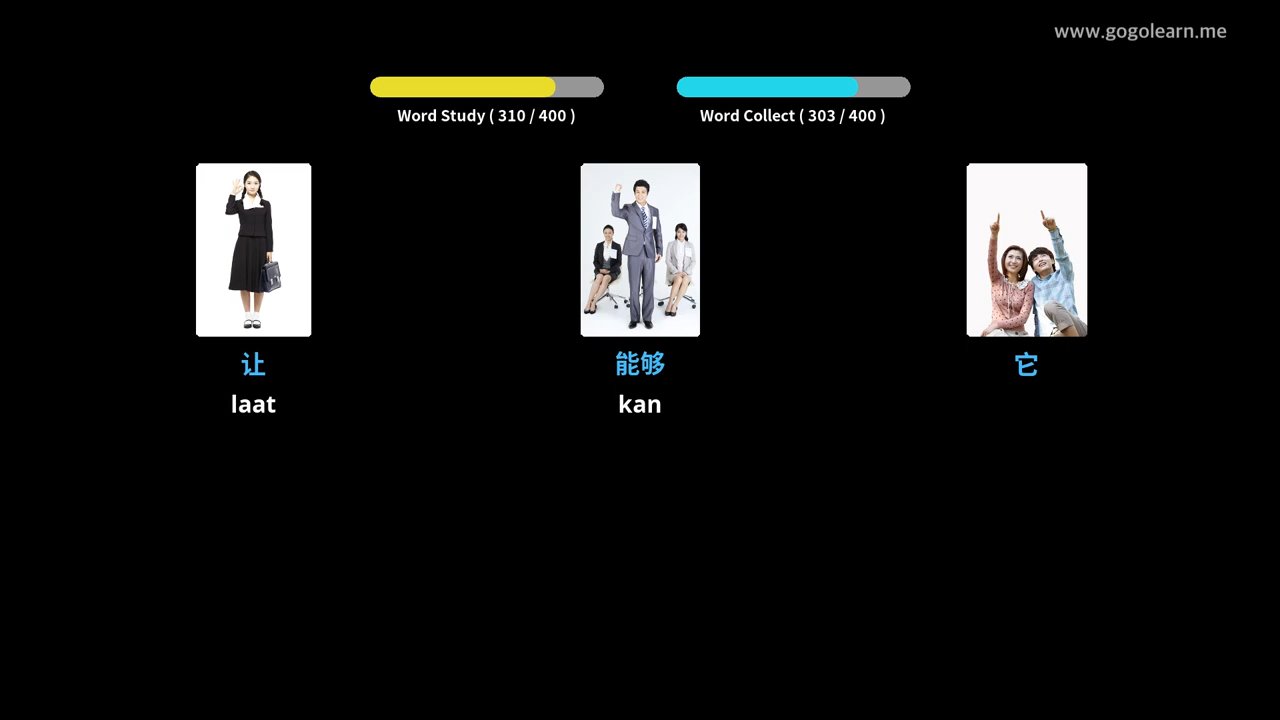 www.gogolearn.me
Word Study ( 310 / 400 )
Word Collect ( 303 / 400 )
让
能够
它
laat
kan